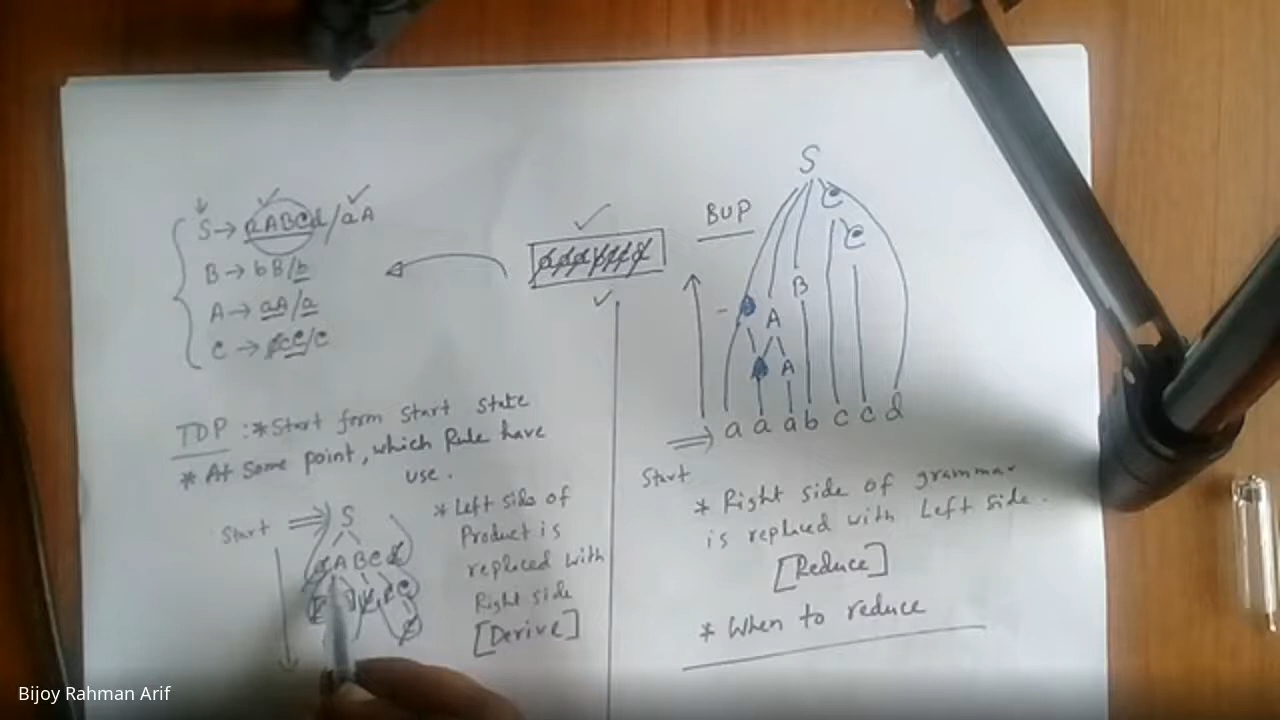 S→ aABCd/aA
B → bB/b
A → aA/a
C → cC/c
TDP : * Start form Start State
* At Some point, which Rule have
use.
Start ⇒ S
A B C
* Left side of
Product is
replaced with
Right side
[Derive]
BUP
S
C
C
B
A
A
a a a b c c d
Start
* Right side of grammar
is replaced with Left side.
[Reduce]
* When to reduce
Bijoy Rahman Arif